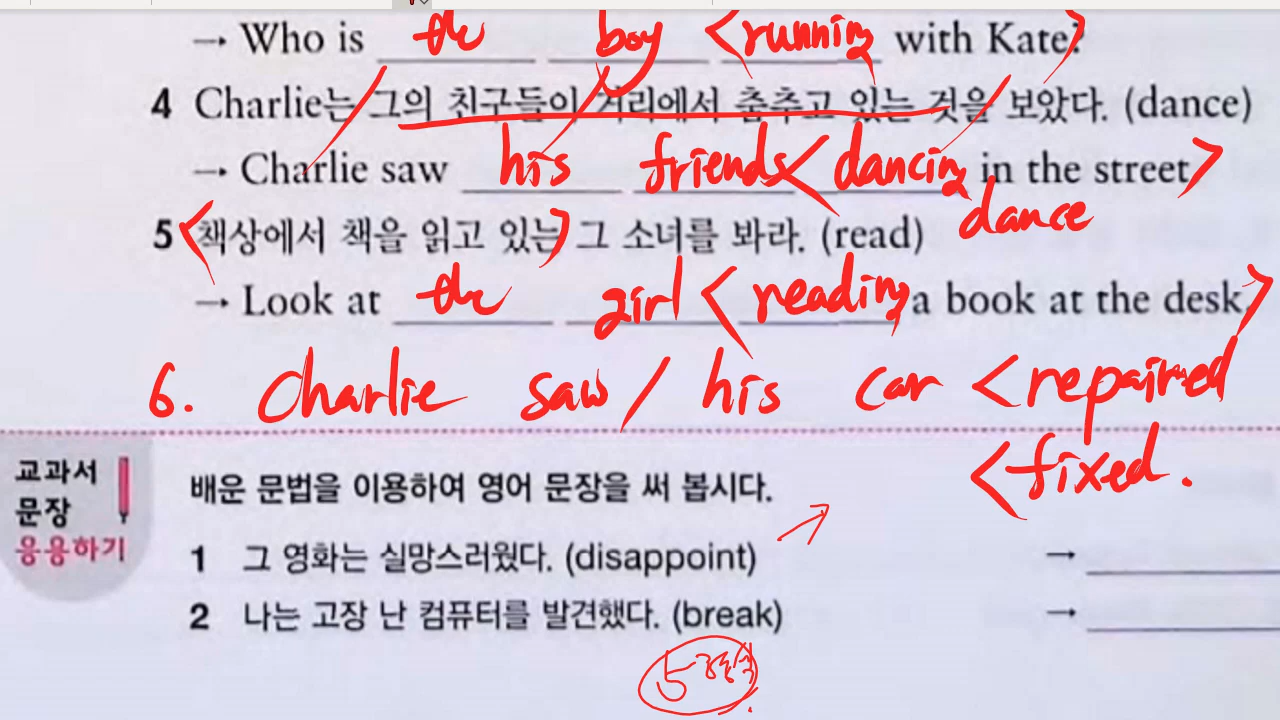 → Who is the boy <running with Kate>?
4 Charlie는 그의 친구들이 거리에서 춤추고 있는 것을 보았다. (dance)
→ Charlie saw his friends <dancing in the street>
dance
5 <책상에서 책을 읽고 있는> 그 소녀를 봐라. (read)
→ Look at the girl <reading a book at the desk.>
6. Charlie saw / his car <repaired
<fixed.
교과서
문장
응용하기
배운 문법을 이용하여 영어 문장을 써 봅시다.
1 그 영화는 실망스러웠다. (disappoint) →
2 나는 고장 난 컴퓨터를 발견했다. (break) →
5형식